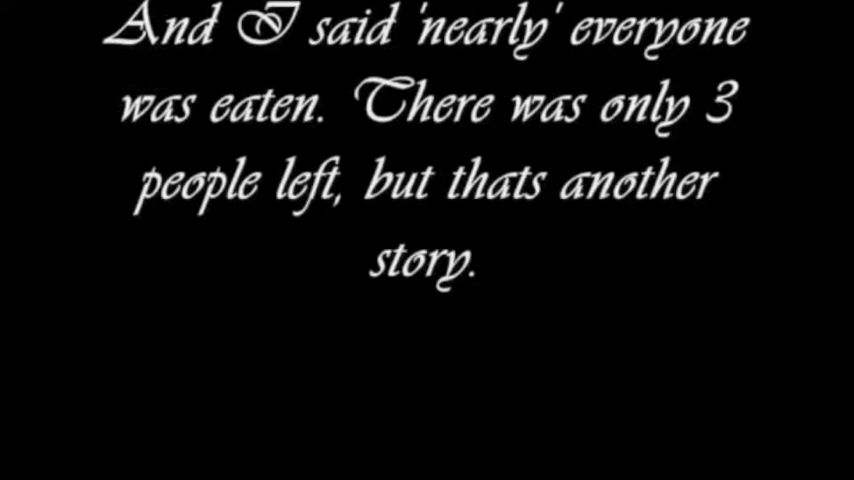 And I said 'nearly' everyone
was eaten. There was only 3
people left, but thats another
story.